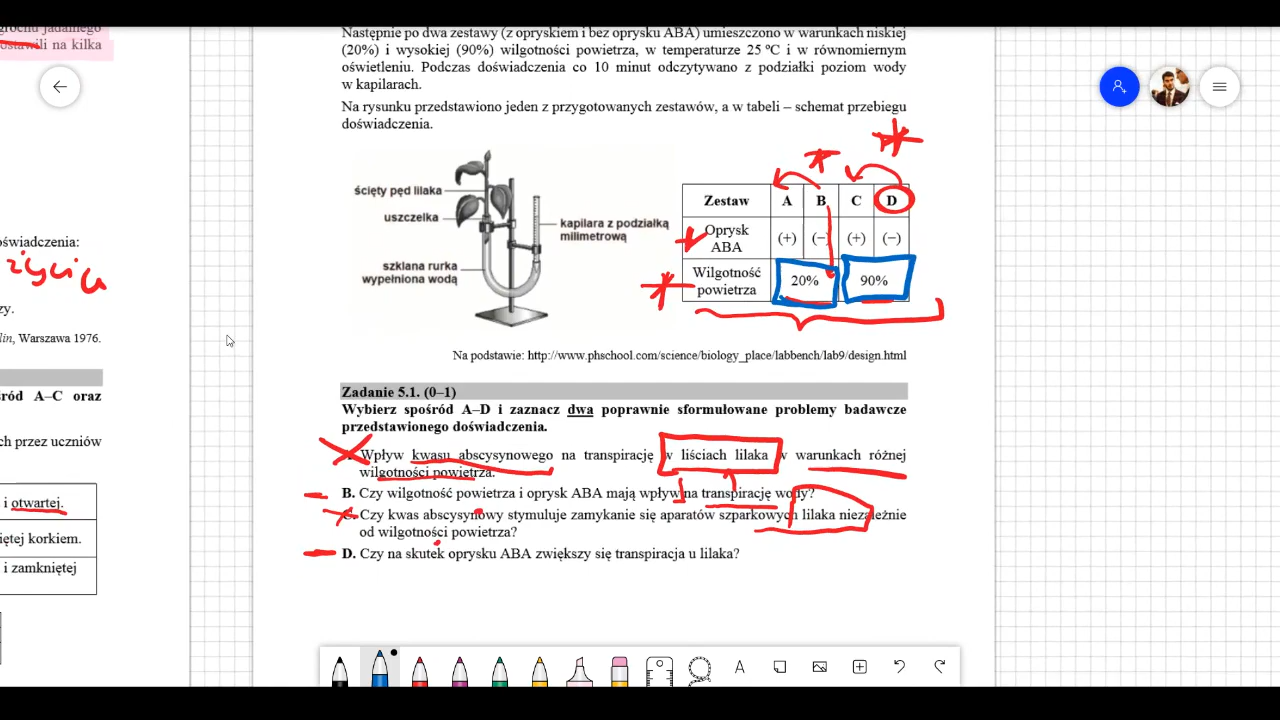 grochu jadalnego
ostawili na kilka
oświadczenia:
życia
zy.
lin, Warszawa 1976.
ród A–C oraz
ch przez uczniów
i otwartej.
iętej korkiem.
i zamkniętej
Następnie po dwa zestawy (z opryskiem i bez oprysku ABA) umieszczono w warunkach niskiej
(20%) i wysokiej (90%) wilgotności powietrza, w temperaturze 25 ºC i w równomiernym
oświetleniu. Podczas doświadczenia co 10 minut odczytywano z podziałki poziom wody
w kapilarach.
Na rysunku przedstawiono jeden z przygotowanych zestawów, a w tabeli – schemat przebiegu
doświadczenia.
ścięty pęd lilaka
uszczelka
kapilara z podziałką
milimetrową
szklana rurka
wypełniona wodą
Zestaw A B C D
Oprysk ABA (+) (–) (+) (–)
Wilgotność powietrza 20% 90%
Na podstawie: http://www.phschool.com/science/biology_place/labbench/lab9/design.html
Zadanie 5.1. (0–1)
Wybierz spośród A–D i zaznacz dwa poprawnie sformułowane problemy badawcze
przedstawionego doświadczenia.
Wpływ kwasu abscysynowego na transpirację w liściach lilaka w warunkach różnej
wilgotności powietrza.
B. Czy wilgotność powietrza i oprysk ABA mają wpływ na transpirację wody?
C. Czy kwas abscysynowy stymuluje zamykanie się aparatów szparkowych lilaka niezależnie
od wilgotności powietrza?
D. Czy na skutek oprysku ABA zwiększy się transpiracja u lilaka?
A